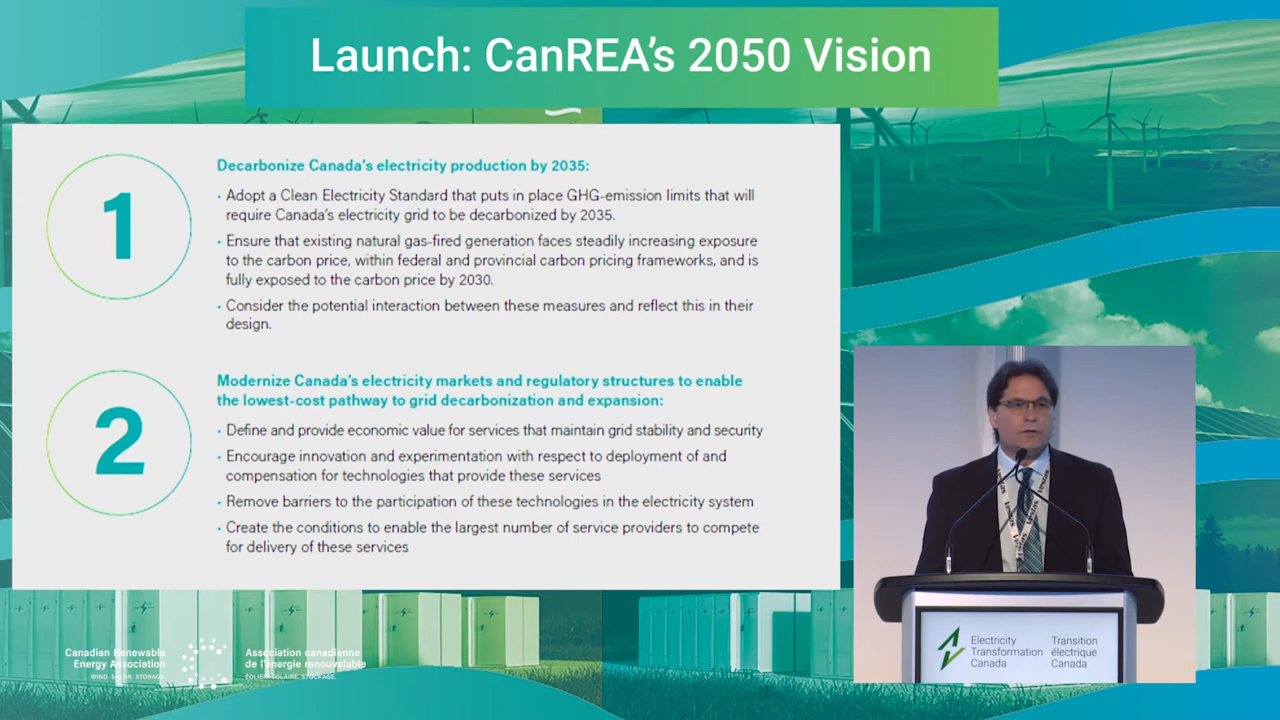 Launch: CanREA's 2050 Vision
1
Decarbonize Canada's electricity production by 2035:
• Adopt a Clean Electricity Standard that puts in place GHG-emission limits that will
require Canada's electricity grid to be decarbonized by 2035.
• Ensure that existing natural gas-fired generation faces steadily increasing exposure
to the carbon price, within federal and provincial carbon pricing frameworks, and is
fully exposed to the carbon price by 2030.
• Consider the potential interaction between these measures and reflect this in their
design.
2
Modernize Canada's electricity markets and regulatory structures to enable
the lowest-cost pathway to grid decarbonization and expansion:
• Define and provide economic value for services that maintain grid stability and security
• Encourage innovation and experimentation with respect to deployment of and
compensation for technologies that provide these services
• Remove barriers to the participation of these technologies in the electricity system
• Create the conditions to enable the largest number of service providers to compete
for delivery of these services
Canadian Renewable
Energy Association
WIND. SOLAR. STORAGE.
Association canadienne
de l'énergie renouvelable
ÉOLIEN. SOLAIRE. STOCKAGE.
Vestas
Vestas
Electricity
Transformation
Canada
Transition
électrique
Canada